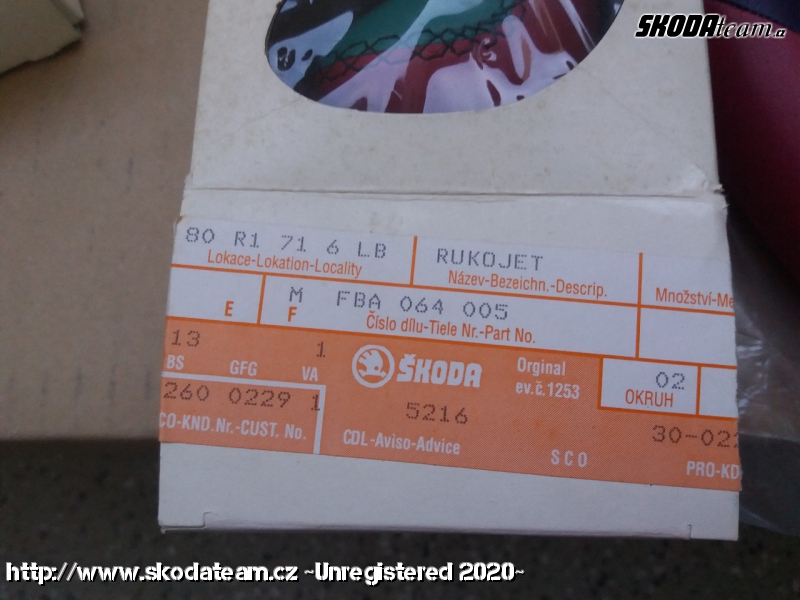 SKODAteam.cz
80 R1 71 6 LB
RUKOJET
Lokace-Lokation-Locality
Název-Bezeichn.-Descrip.
Množství-Me
E
M
F
FBA 064 005
Číslo dílu-Tiele Nr.-Part No.
13
BS
GFG
1
VA
ŠKODA
Orginal
ev.č.1253
02
OKRUH
260 0229 1
CO-KND.Nr.-CUST. No.
5216
CDL-Aviso-Advice
S C O
30-022
PRO-KD
http://www.skodateam.cz ~Unregistered 2020~